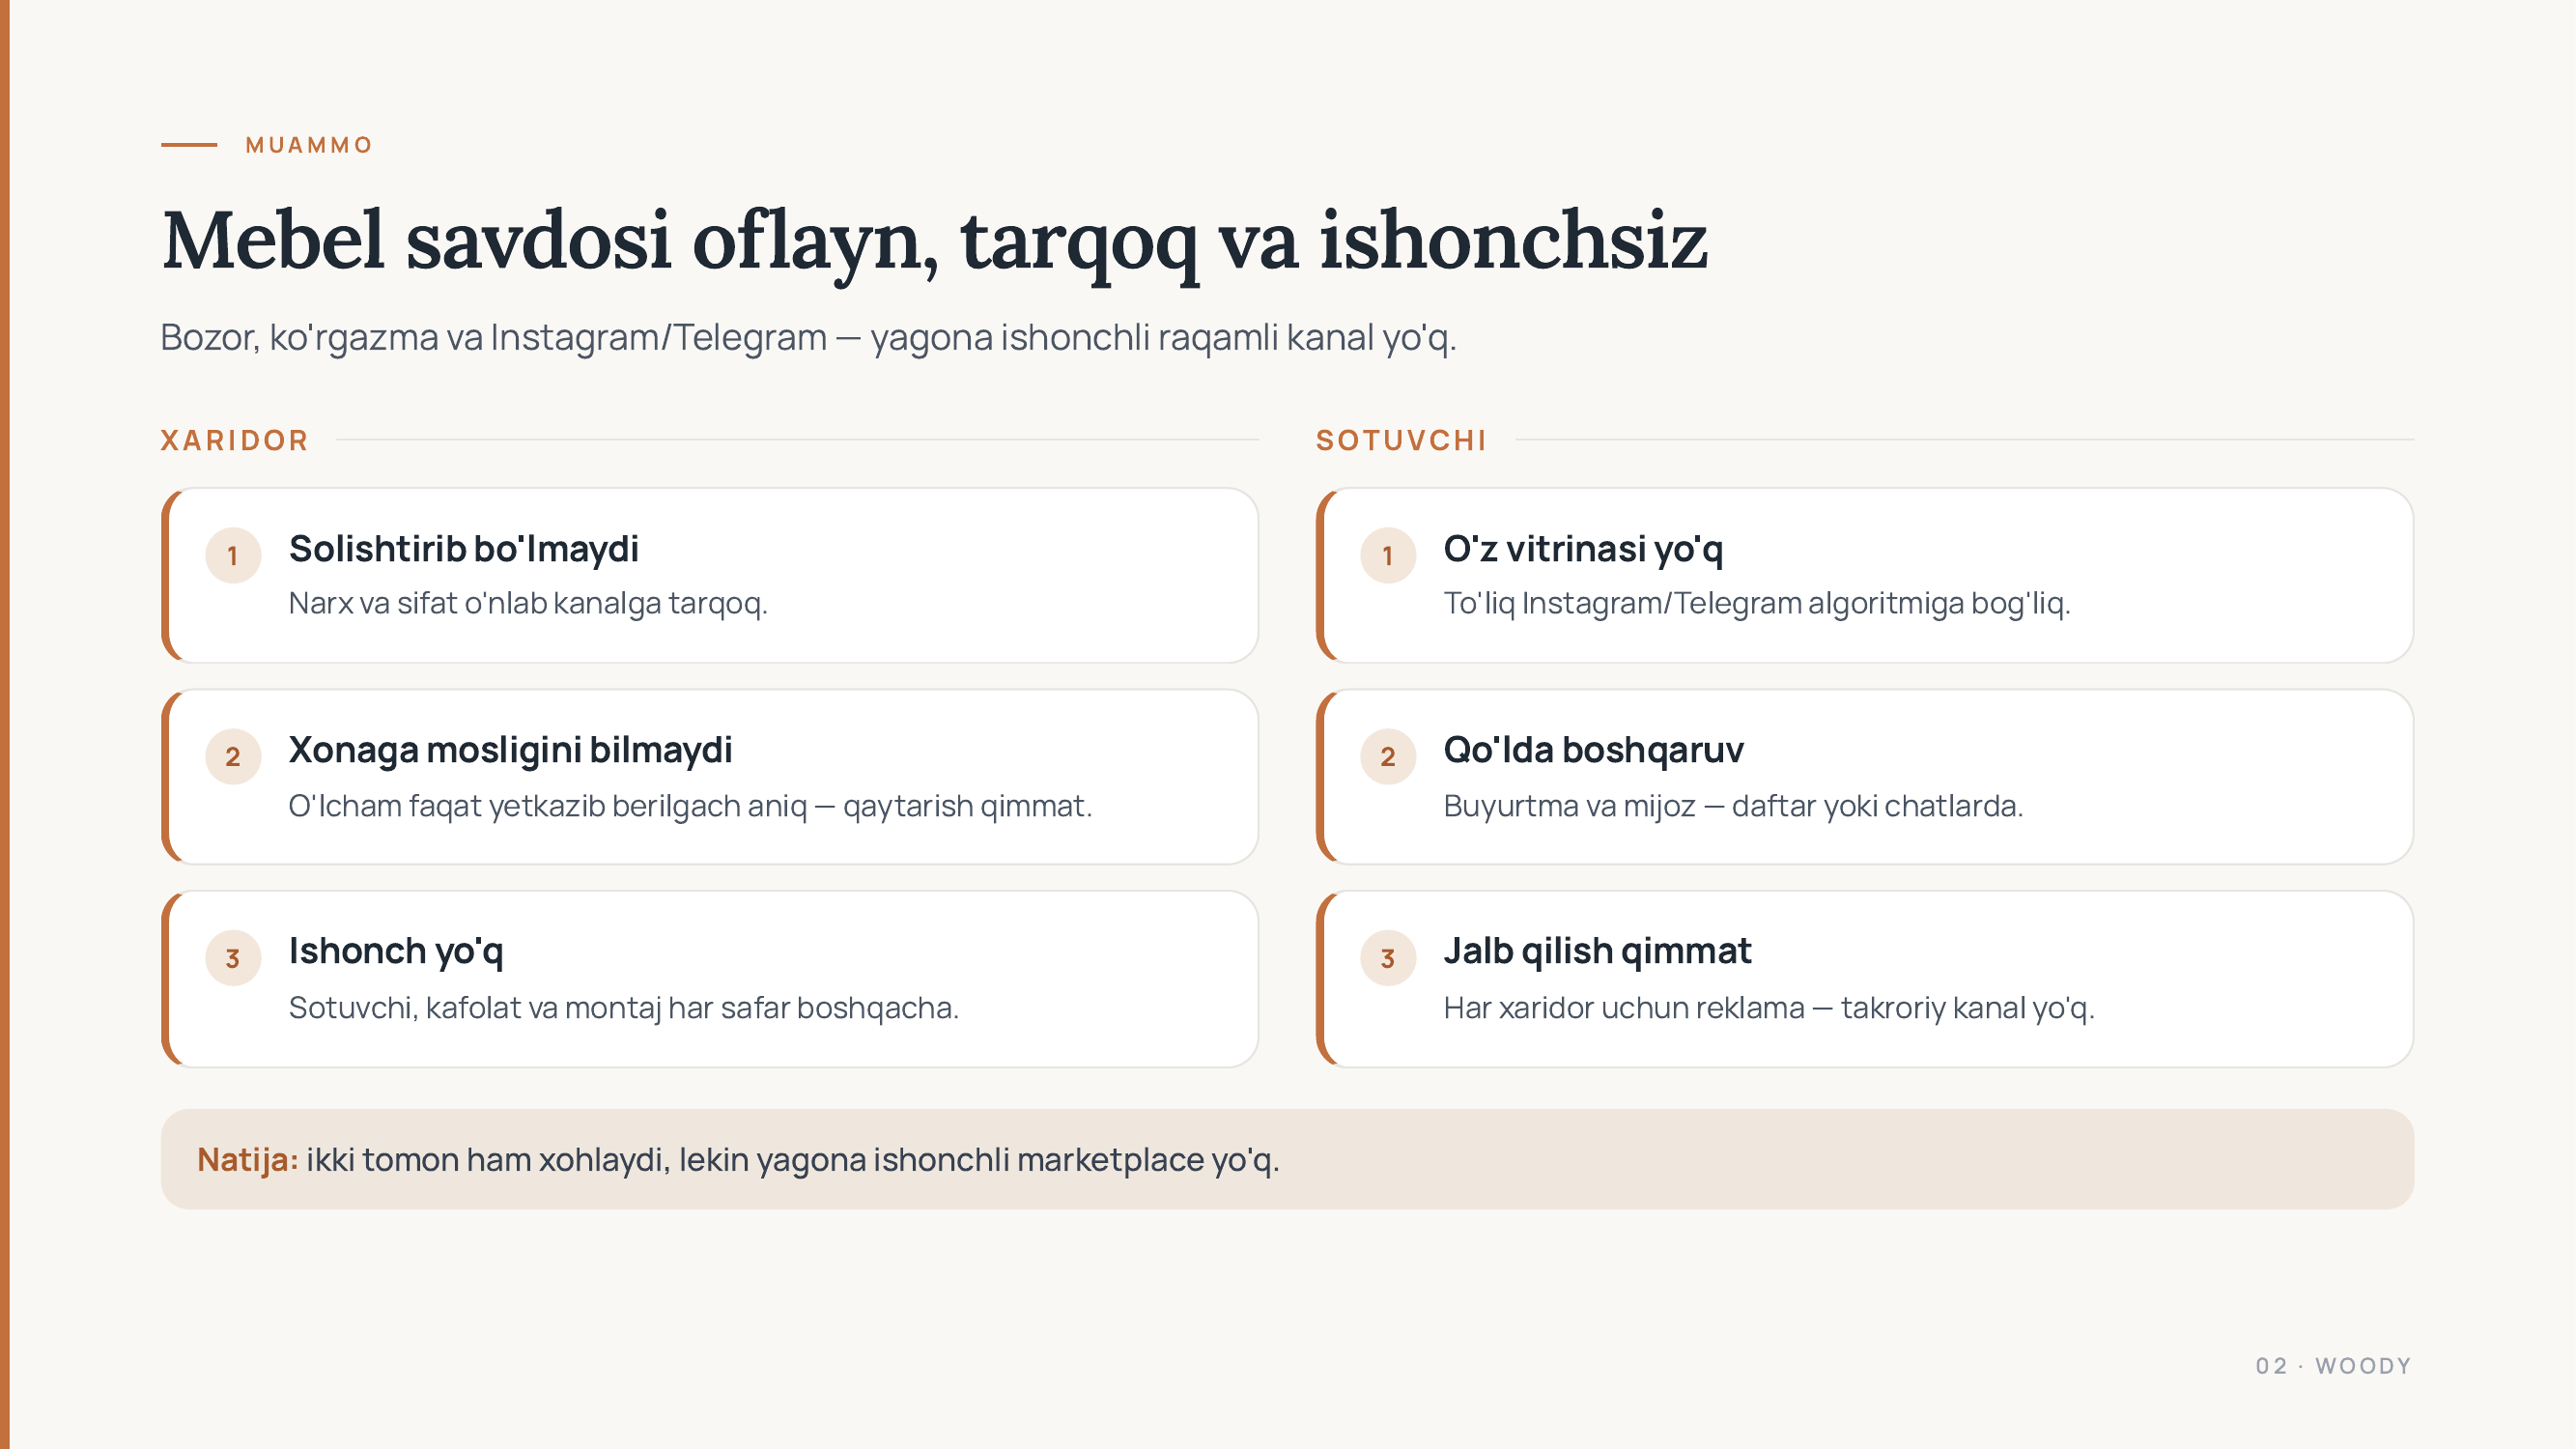 MUAMMO
Mebel savdosi oflayn, tarqoq va ishonchsiz
Bozor, ko'rgazma va Instagram/Telegram — yagona ishonchli raqamli kanal yo'q.
XARIDOR
1
Solishtirib bo'lmaydi
Narx va sifat o'nlab kanalga tarqoq.
2
Xonaga mosligini bilmaydi
O'lcham faqat yetkazib berilgach aniq — qaytarish qimmat.
3
Ishonch yo'q
Sotuvchi, kafolat va montaj har safar boshqacha.
SOTUVCHI
1
O'z vitrinasi yo'q
To'liq Instagram/Telegram algoritmiga bog'liq.
2
Qo'lda boshqaruv
Buyurtma va mijoz — daftar yoki chatlarda.
3
Jalb qilish qimmat
Har xaridor uchun reklama — takroriy kanal yo'q.
Natija: ikki tomon ham xohlaydi, lekin yagona ishonchli marketplace yo'q.
02 · WOODY